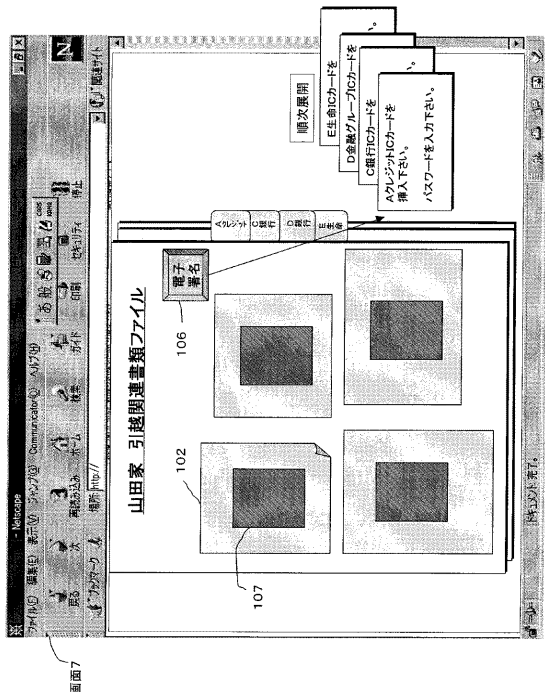 画面7
- Netscape
ファイル(F) 編集(E) 表示(V) ジャンプ(G) Communicator(C) ヘルプ(H)
戻る 次 再読み込み ホーム 検索 ガイド 印刷 セキュリティ 停止
あ 般
CAPS
KANA
N
ブックマーク 場所: http:// 関連サイト
山田家 引越関連書類ファイル
電子
署名
106
102
107
A
クレジット
C
銀行
D
銀行
E
生命
順次展開
E生命ICカードを
い。
D金融グループICカードを
C銀行ICカードを
い。
AクレジットICカードを
挿入下さい。
パスワードを入力下さい。
ドキュメント: 完了。